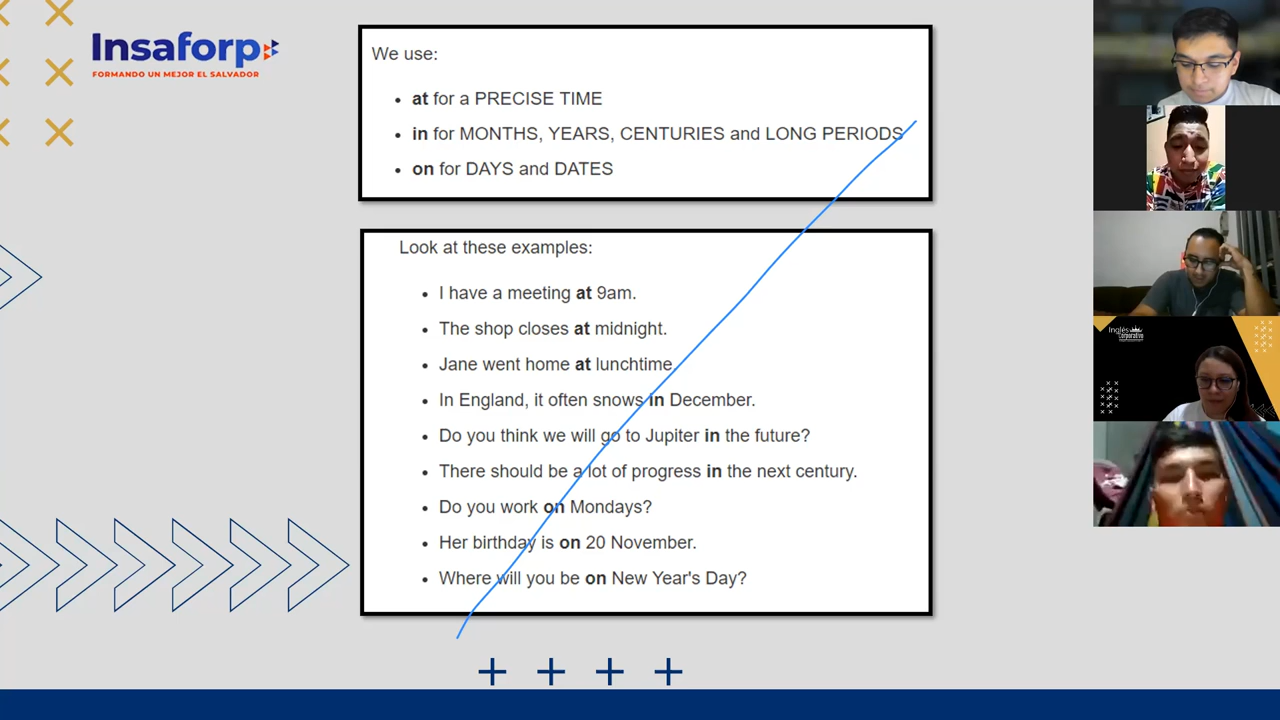 Insaforp
FORMANDO UN MEJOR EL SALVADOR
We use:
at for a PRECISE TIME
in for MONTHS, YEARS, CENTURIES and LONG PERIODS
on for DAYS and DATES
Look at these examples:
I have a meeting at 9am.
The shop closes at midnight.
Jane went home at lunchtime.
In England, it often snows in December.
Do you think we will go to Jupiter in the future?
There should be a lot of progress in the next century.
Do you work on Mondays?
Her birthday is on 20 November.
Where will you be on New Year's Day?
Inglés
Corporativo